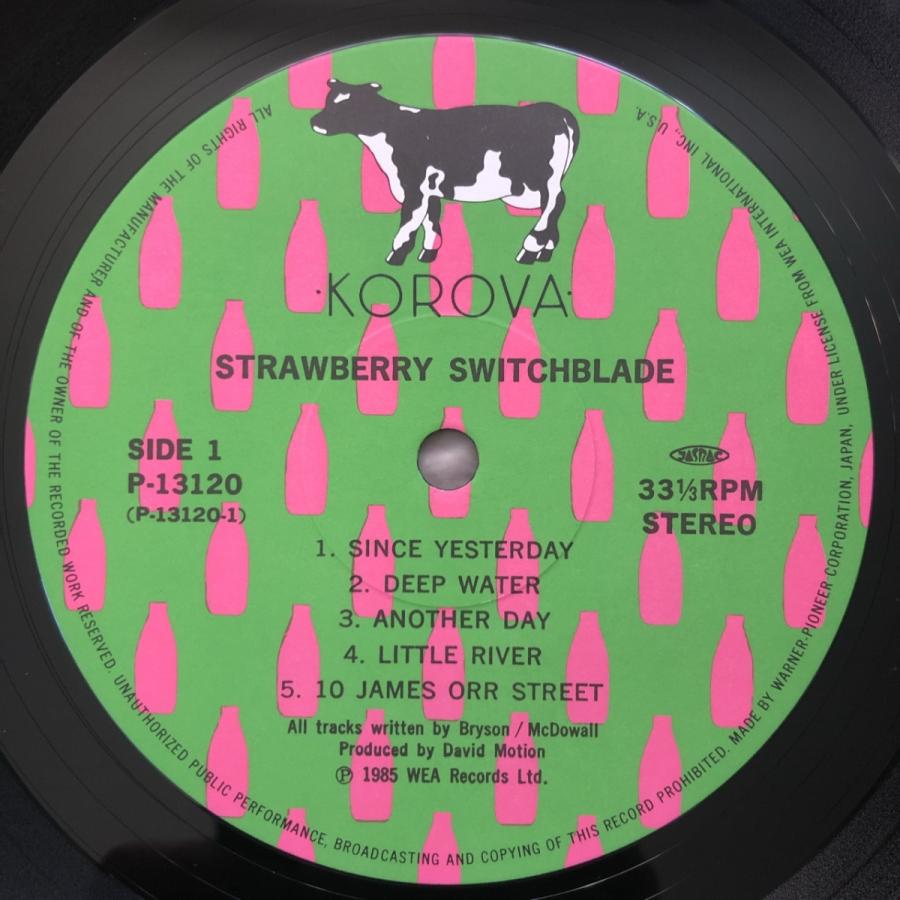 ·KOROVA·
STRAWBERRY SWITCHBLADE
SIDE 1
P-13120
(P-13120-1)
JASRAC
33⅓RPM
STEREO
1. SINCE YESTERDAY
2. DEEP WATER
3. ANOTHER DAY
4. LITTLE RIVER
5. 10 JAMES ORR STREET
All tracks written by Bryson / McDowall
Produced by David Motion
Ⓟ 1985 WEA Records Ltd.
ALL RIGHTS OF THE MANUFACTURER AND OF THE OWNER OF THE RECORDED WORK RESERVED. UNAUTHORIZED PUBLIC PERFORMANCE, BROADCASTING AND COPYING OF THIS RECORD PROHIBITED. MADE BY WARNER-PIONEER CORPORATION, JAPAN, UNDER LICENSE FROM WEA INTERNATIONAL INC., U.S.A.